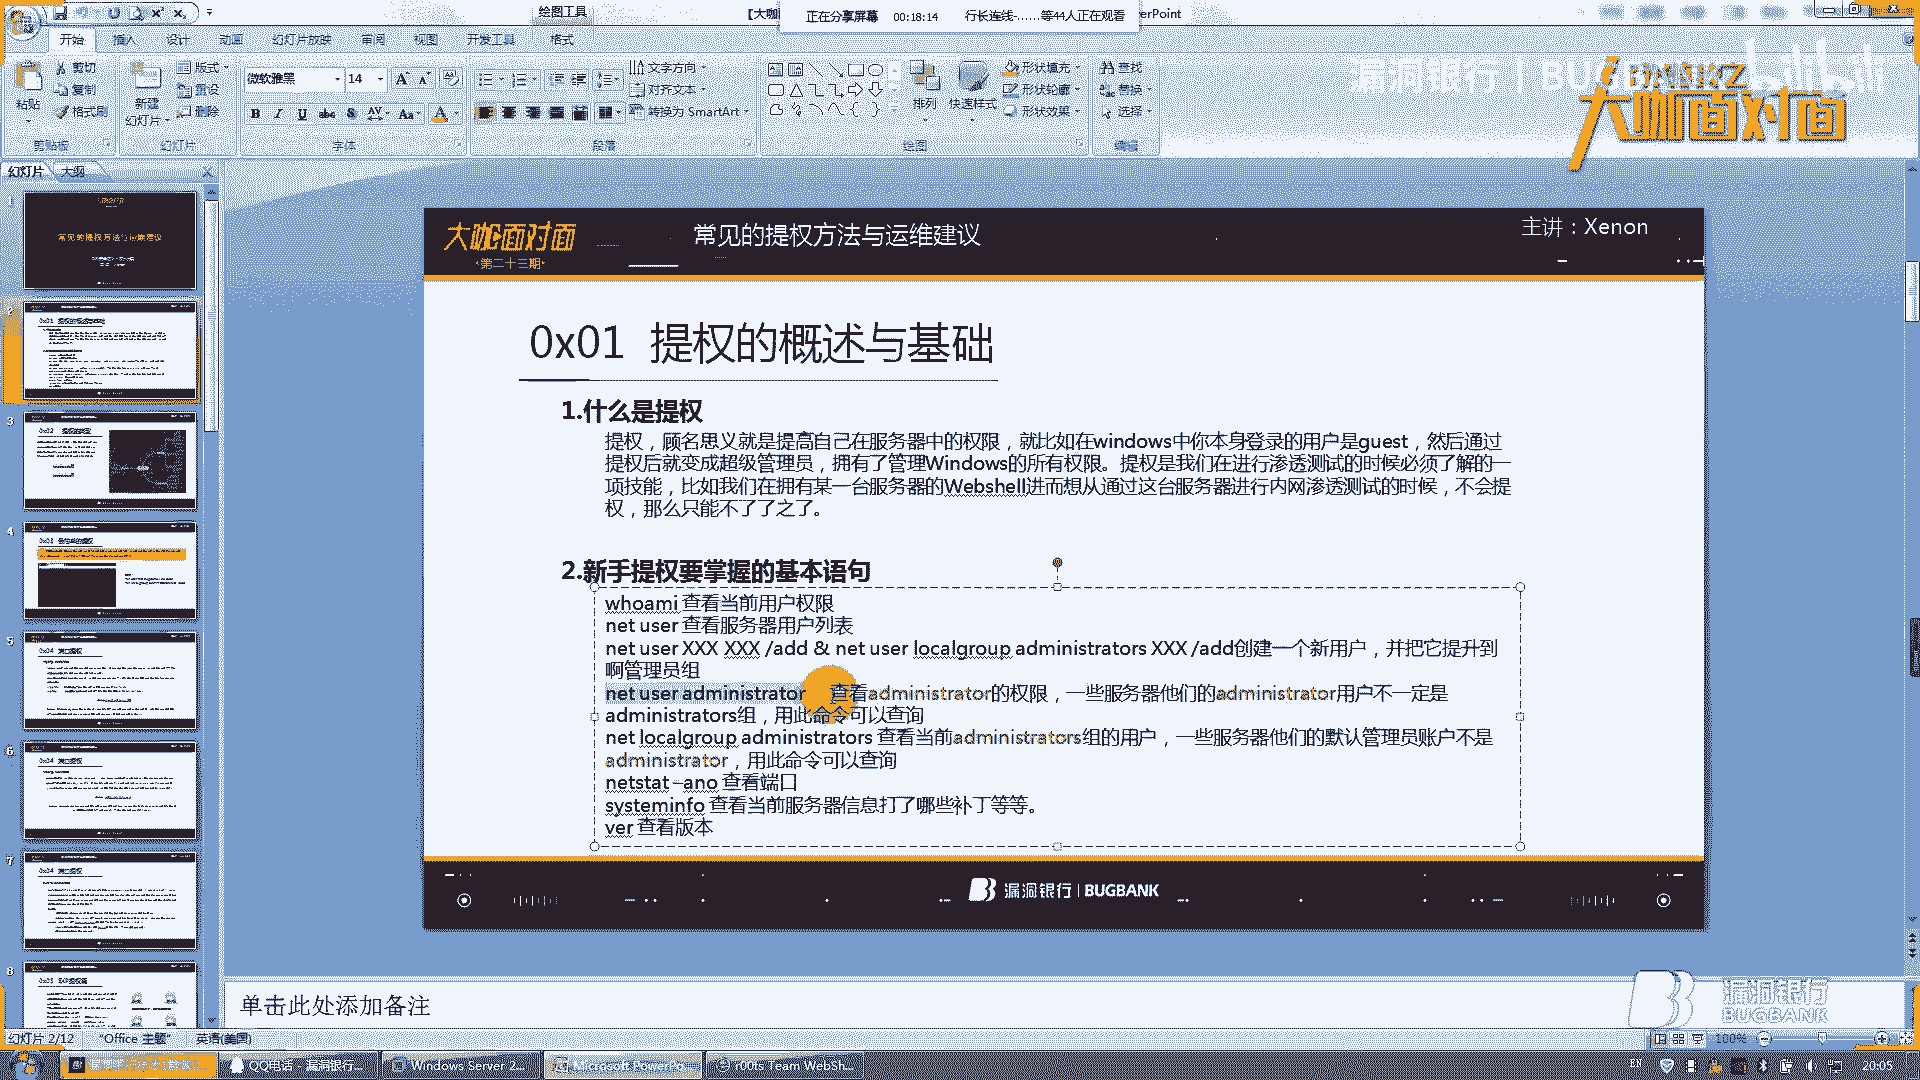 绘图工具
【大咖
正在分享屏幕 00:18:14 行长连线-……等44人正在观看
erPoint
开始 插入 设计 动画 幻灯片放映 审阅 视图 开发工具 格式
粘贴
剪切
复制
格式刷
剪贴板
新建
幻灯片
版式
重设
删除
幻灯片
微软雅黑 14
字体
文字方向
对齐文本
转换为 SmartArt
段落
排列
快速样式
形状填充
形状轮廓
形状效果
绘图
查找
替换
选择
编辑
漏洞银行丨BUGBANK bilibili
大咖面对面
幻灯片 大纲
大咖面对面
·第二十三期·
常见的提权方法与运维建议
主讲：Xenon
0x01 提权的概述与基础
1.什么是提权
提权，顾名思义就是提高自己在服务器中的权限，就比如在windows中你本身登录的用户是guest，然后通过
提权后就变成超级管理员，拥有了管理Windows的所有权限。提权是我们在进行渗透测试的时候必须了解的一
项技能，比如我们在拥有某一台服务器的Webshell进而想从通过这台服务器进行内网渗透测试的时候，不会提
权，那么只能不了了之了。
2.新手提权要掌握的基本语句
whoami 查看当前用户权限
net user 查看服务器用户列表
net user XXX XXX /add & net user localgroup administrators XXX /add创建一个新用户，并把它提升到
啊管理员组
net user administrator 查看administrator的权限，一些服务器他们的administrator用户不一定是
administrators组，用此命令可以查询
net localgroup administrators 查看当前administrators组的用户，一些服务器他们的默认管理员账户不是
administrator，用此命令可以查询
netstat –ano 查看端口
systeminfo 查看当前服务器信息打了哪些补丁等等。
ver 查看版本
漏洞银行 | BUGBANK
单击此处添加备注
漏洞银行
BUGBANK
幻灯片 2/12 "Office 主题" 英语(美国)
100%
QQ电话 - 漏洞银行... Windows Server 2... Microsoft PowerPo... r00ts Team WebSh...
EN
20:05